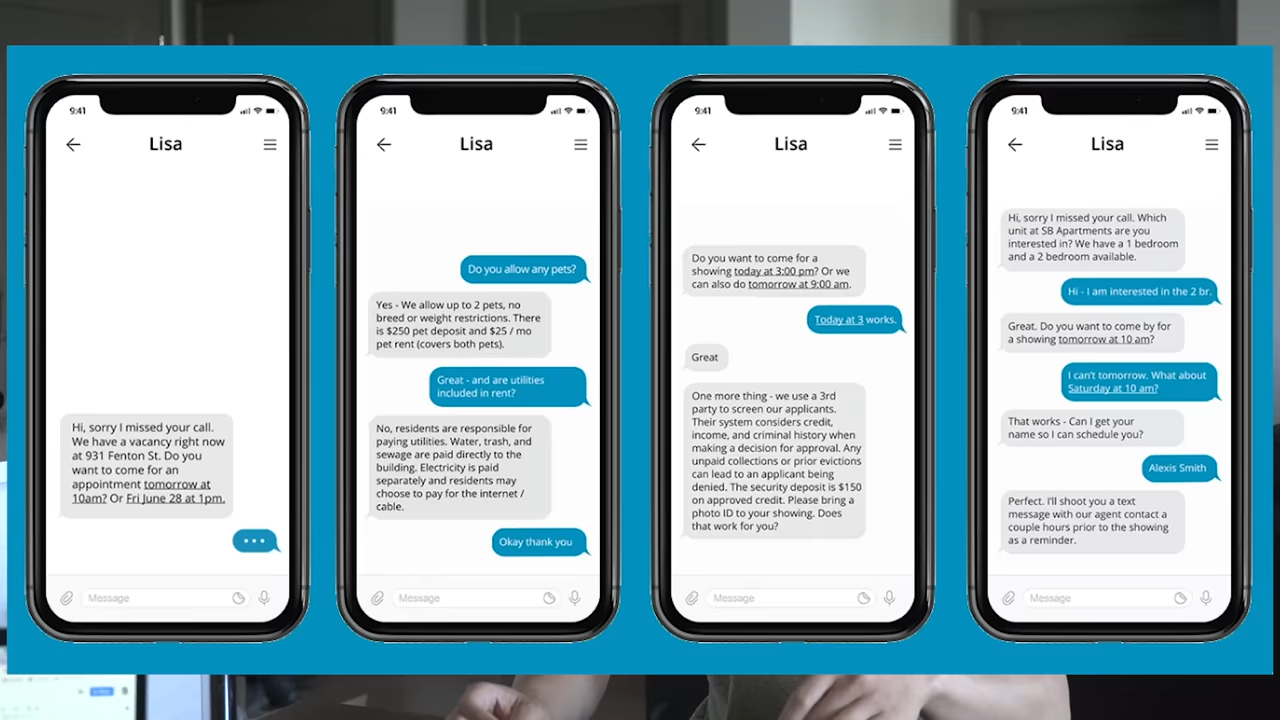 9:41
Lisa
Hi, sorry I missed your call.
We have a vacancy right now
at 931 Fenton St. Do you
want to come for an
appointment tomorrow at
10am? Or Fri June 28 at 1pm.
Message
9:41
Lisa
Do you allow any pets?
Yes - We allow up to 2 pets, no
breed or weight restrictions. There
is $250 pet deposit and $25 / mo
pet rent (covers both pets).
Great - and are utilities
included in rent?
No, residents are responsible for
paying utilities. Water, trash, and
sewage are paid directly to the
building. Electricity is paid
separately and residents may
choose to pay for the internet /
cable.
Okay thank you
Message
9:41
Lisa
Do you want to come for a
showing today at 3:00 pm? Or we
can also do tomorrow at 9:00 am.
Today at 3 works.
Great
One more thing - we use a 3rd
party to screen our applicants.
Their system considers credit,
income, and criminal history when
making a decision for approval. Any
unpaid collections or prior evictions
can lead to an applicant being
denied. The security deposit is $150
on approved credit. Please bring a
photo ID to your showing. Does
that work for you?
Message
9:41
Lisa
Hi, sorry I missed your call. Which
unit at SB Apartments are you
interested in? We have a 1 bedroom
and a 2 bedroom available.
Hi - I am interested in the 2 br.
Great. Do you want to come by for
a showing tomorrow at 10 am?
I can't tomorrow. What about
Saturday at 10 am?
That works - Can I get your
name so I can schedule you?
Alexis Smith
Perfect. I'll shoot you a text
message with our agent contact a
couple hours prior to the showing
as a reminder.
Message